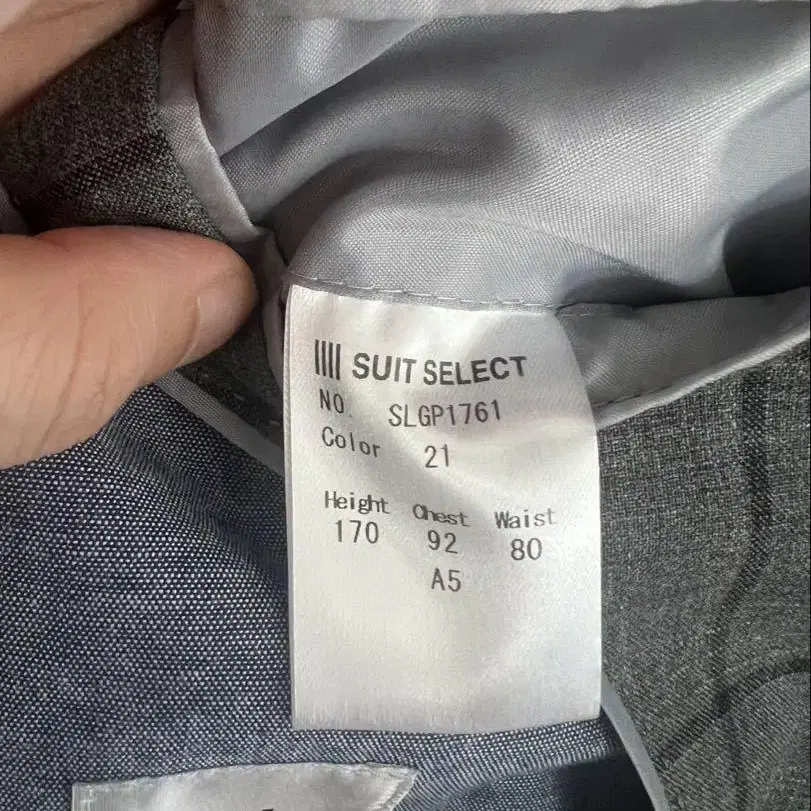 SUIT SELECT
NO. SLGP1761
Color 21
Height Chest Waist
170 92 80
A5